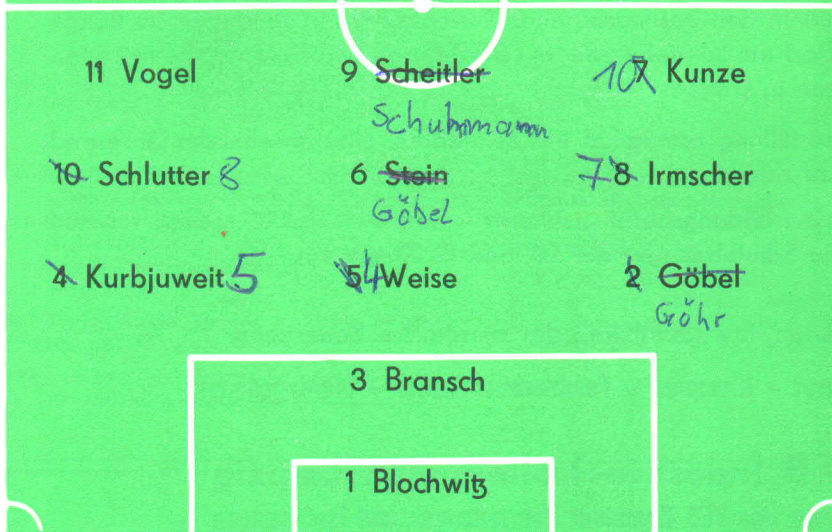 11 Vogel 9 Scheitler 10 7 Kunze
Schuhmann
10 Schlutter 8 6 Stein 7 8 Irmscher
Göbel
4 Kurbjuweit 5 5 4 Weise 2 Göbel
Göhr
3 Bransch
1 Blochwitz